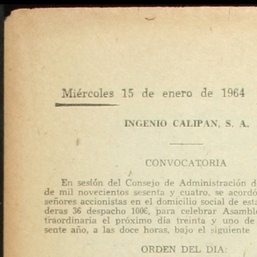 Miércoles 15 de enero de 1964
INGENIO CALIPAN, S. A.
CONVOCATORIA
En sesión del Consejo de Administración d
de mil novecientos sesenta y cuatro, se acordó
señores accionistas en el domicilio social de esta
deras 36 despacho 1006, para celebrar Asamble
traordinaria el próximo día treinta y uno de
sente año, a las doce horas, bajo el siguiente
ORDEN DEL DIA: